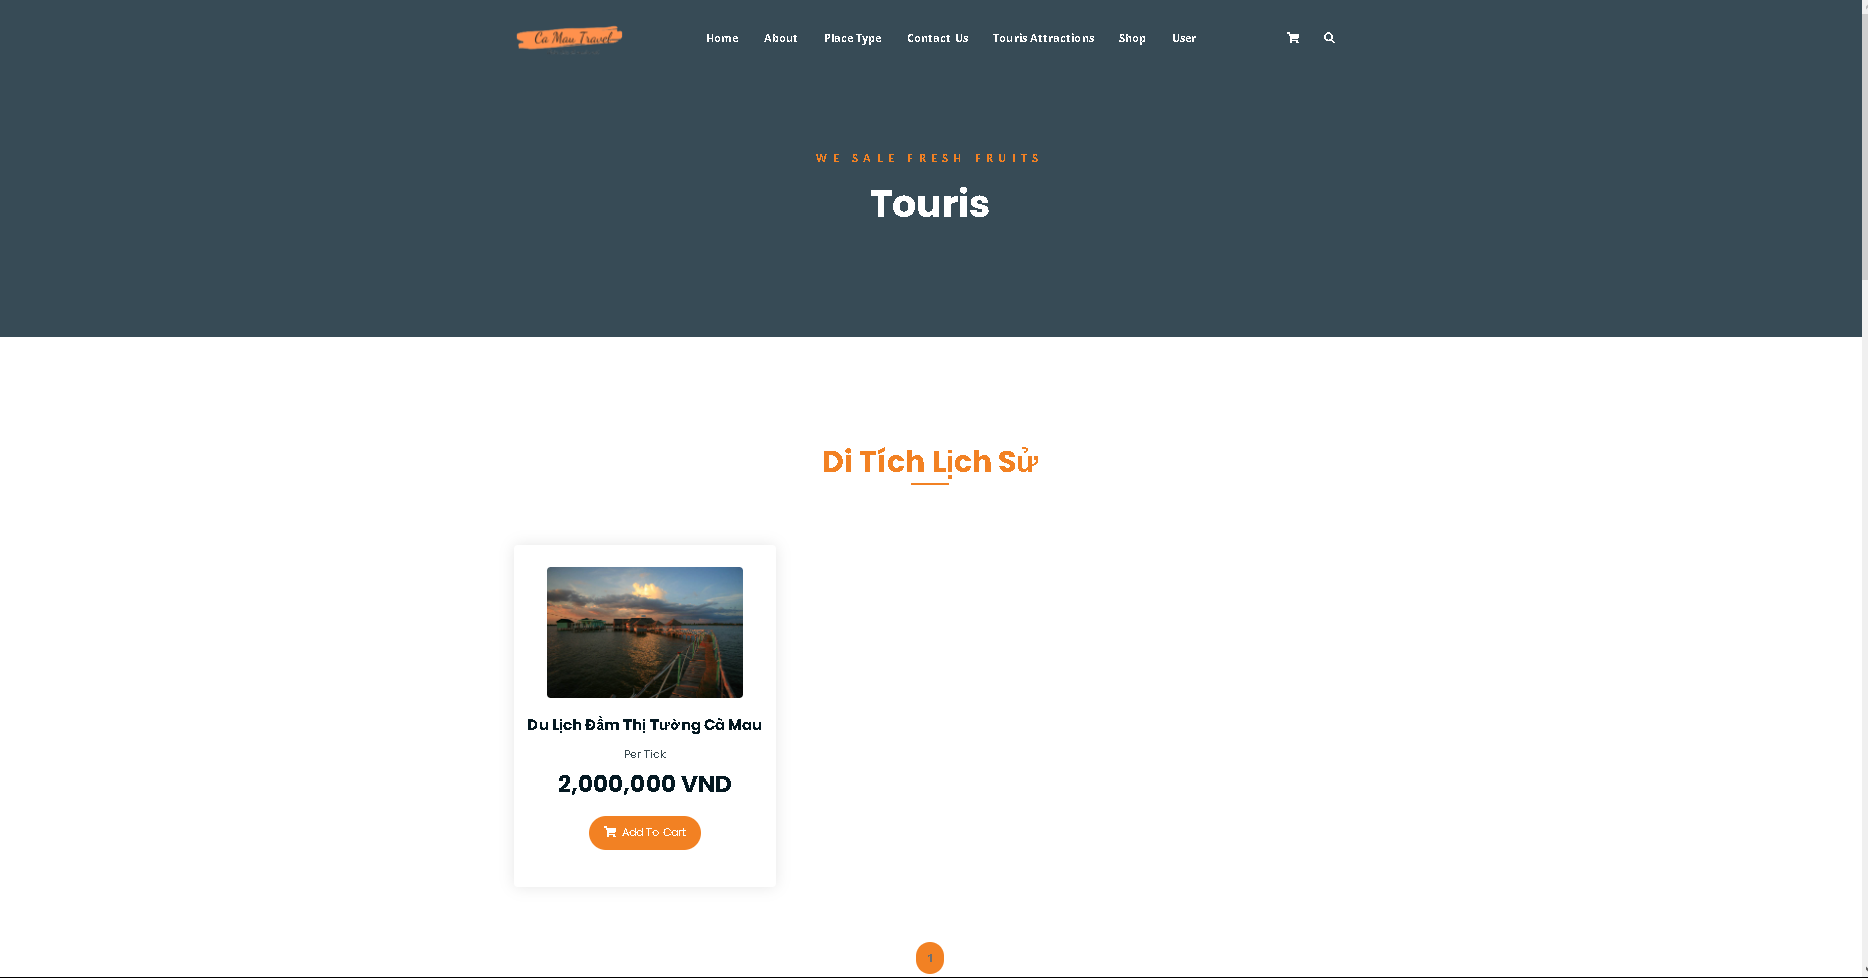 Ca Mau Travel
Home About Place Type Contact Us Touris Attractions Shop User
WE SALE FRESH FRUITS
Touris
Di Tích Lịch Sử
Du Lịch Đầm Thị Tường Cà Mau
Per Tick
2,000,000 VND
Add To Cart
1